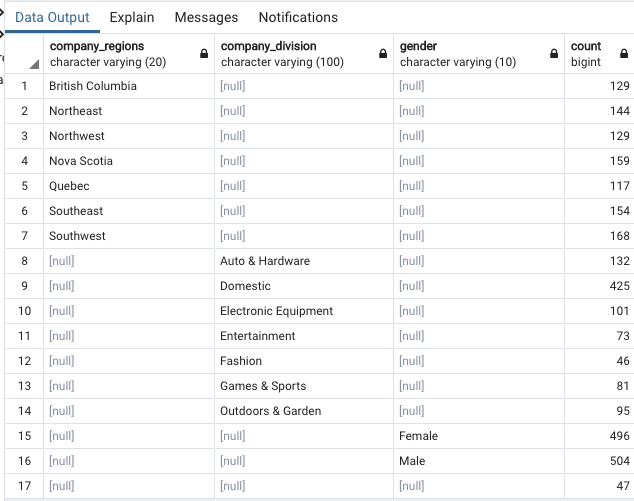 Data Output Explain Messages Notifications
company_regions company_division gender count
character varying (20) character varying (100) character varying (10) bigint
1 British Columbia [null] [null] 129
2 Northeast [null] [null] 144
3 Northwest [null] [null] 129
4 Nova Scotia [null] [null] 159
5 Quebec [null] [null] 117
6 Southeast [null] [null] 154
7 Southwest [null] [null] 168
8 [null] Auto & Hardware [null] 132
9 [null] Domestic [null] 425
10 [null] Electronic Equipment [null] 101
11 [null] Entertainment [null] 73
12 [null] Fashion [null] 46
13 [null] Games & Sports [null] 81
14 [null] Outdoors & Garden [null] 95
15 [null] [null] Female 496
16 [null] [null] Male 504
17 [null] [null] [null] 47